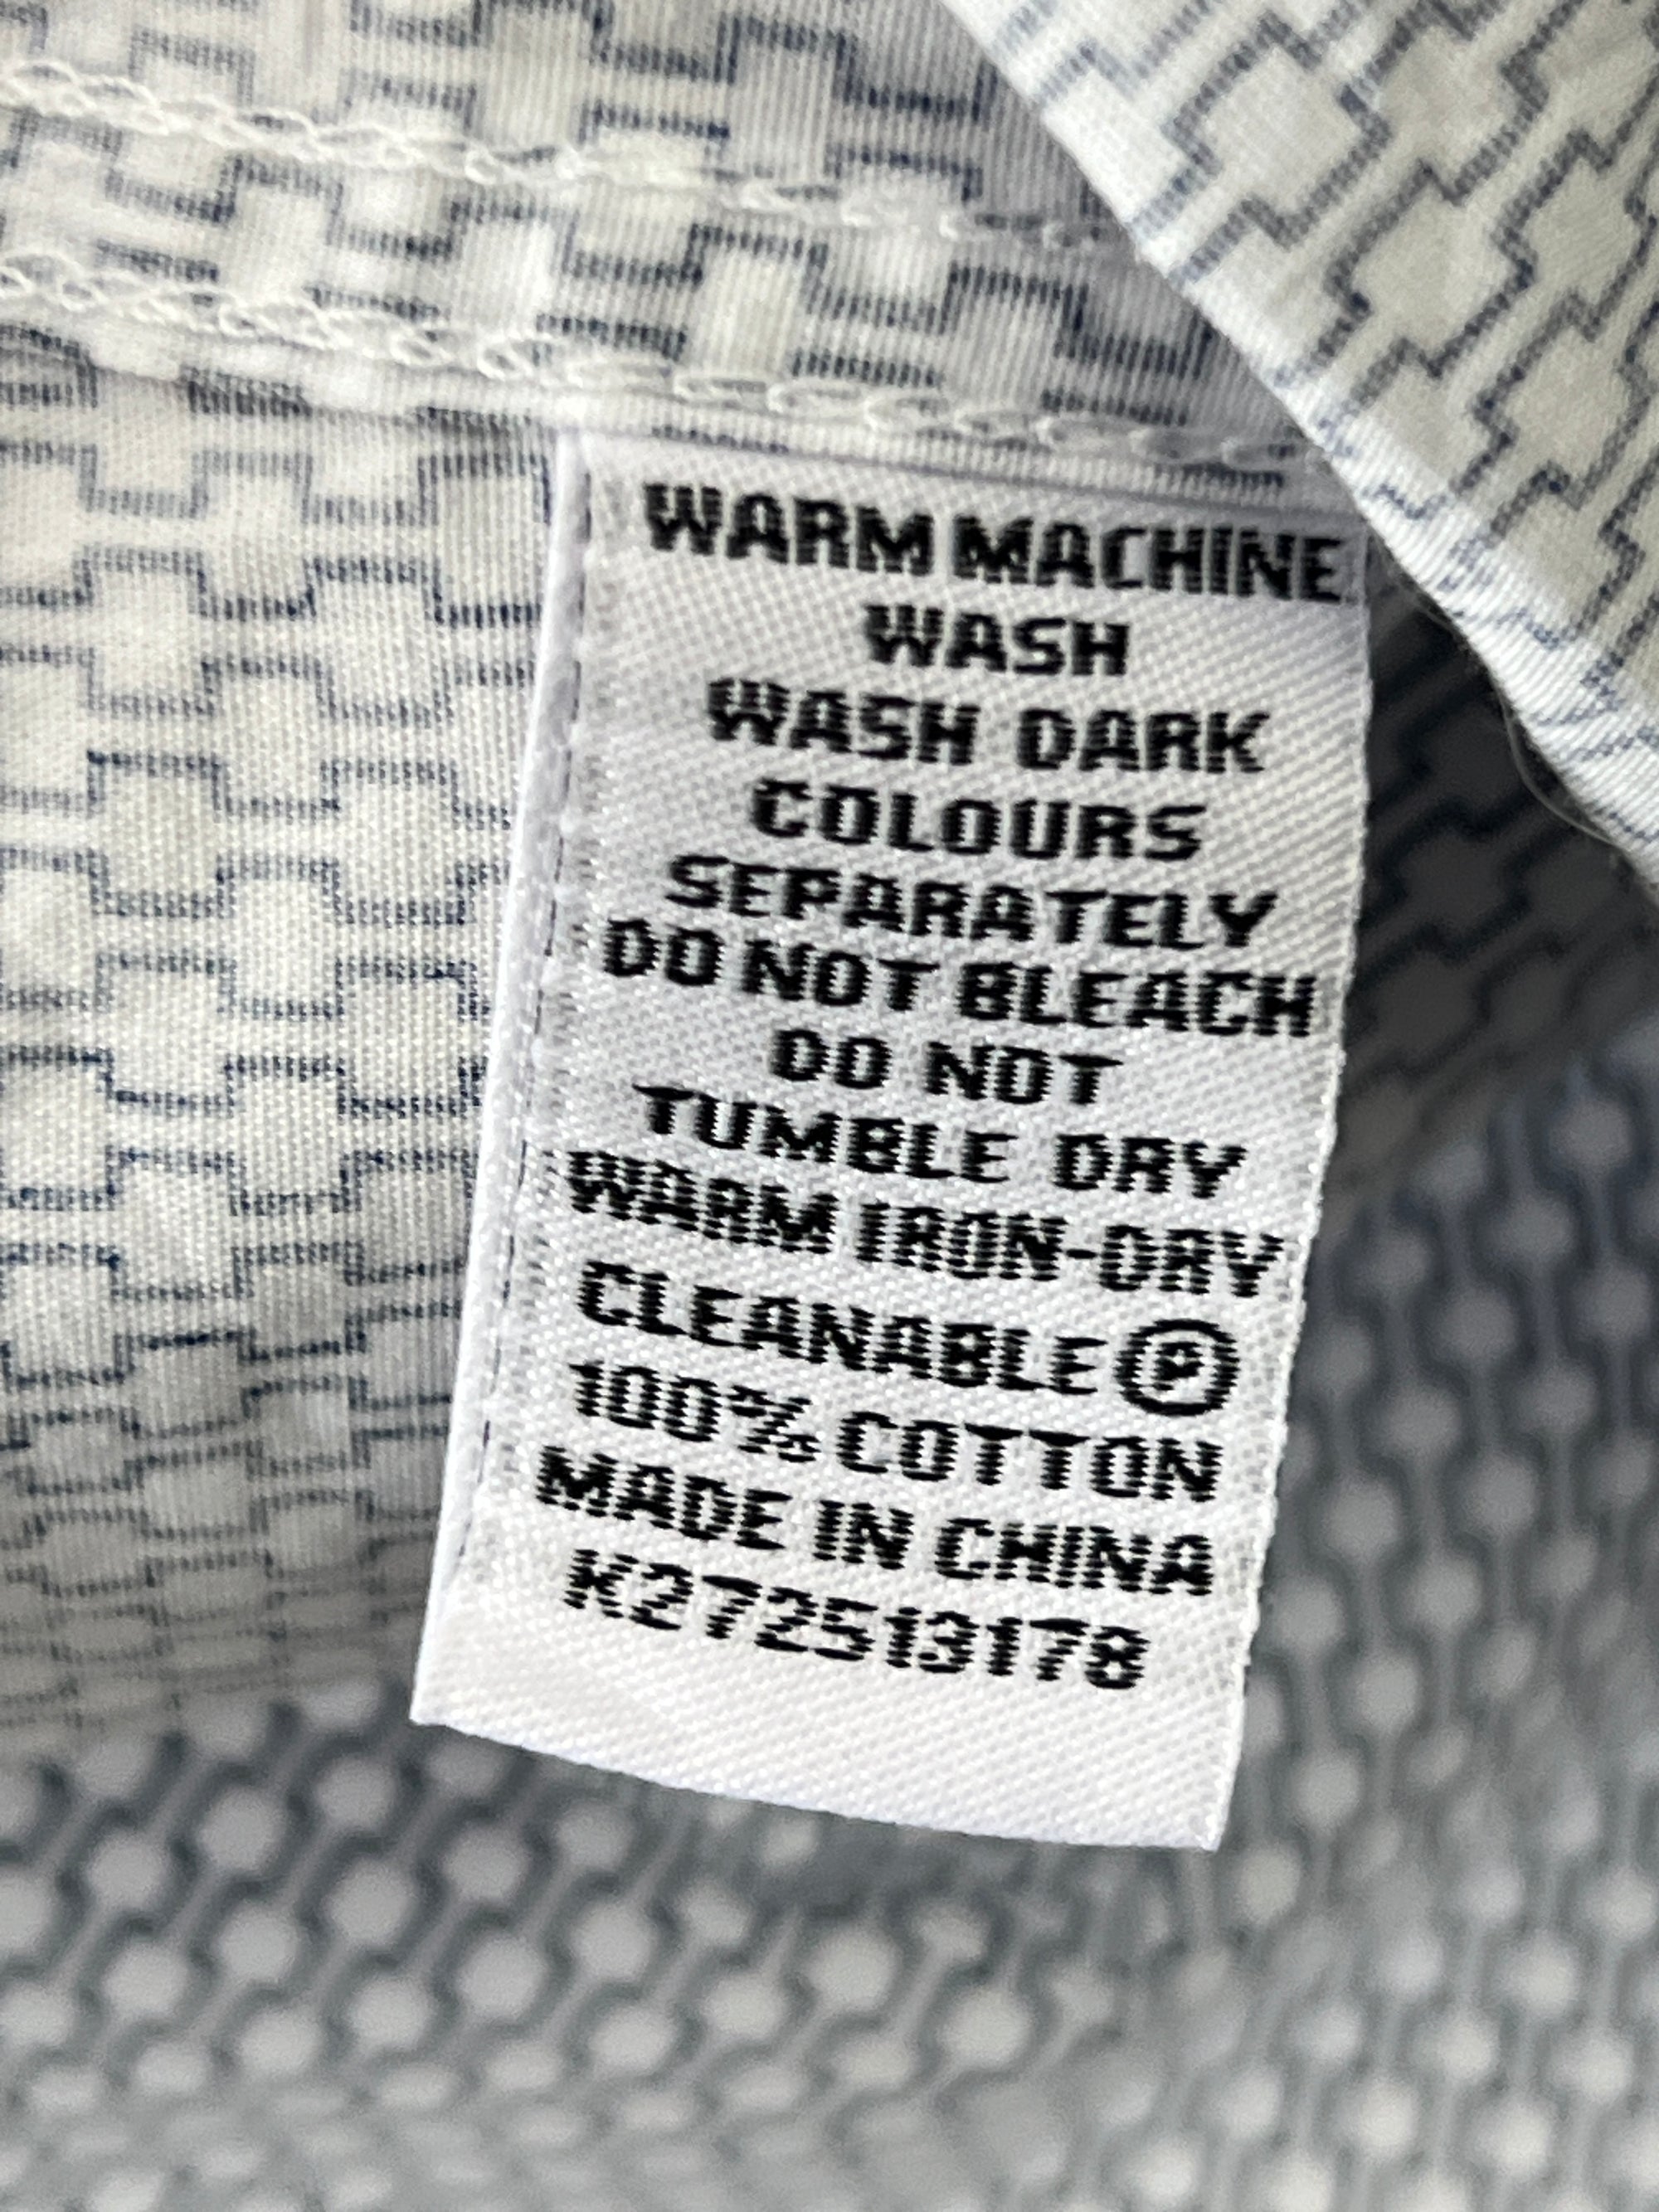 WARM MACHINE
WASH
WASH DARK
COLOURS
SEPARATELY
DO NOT BLEACH
DO NOT
TUMBLE DRY
WARM IRON-DRY
CLEANABLE Ⓟ
100% COTTON
MADE IN CHINA
K272513178